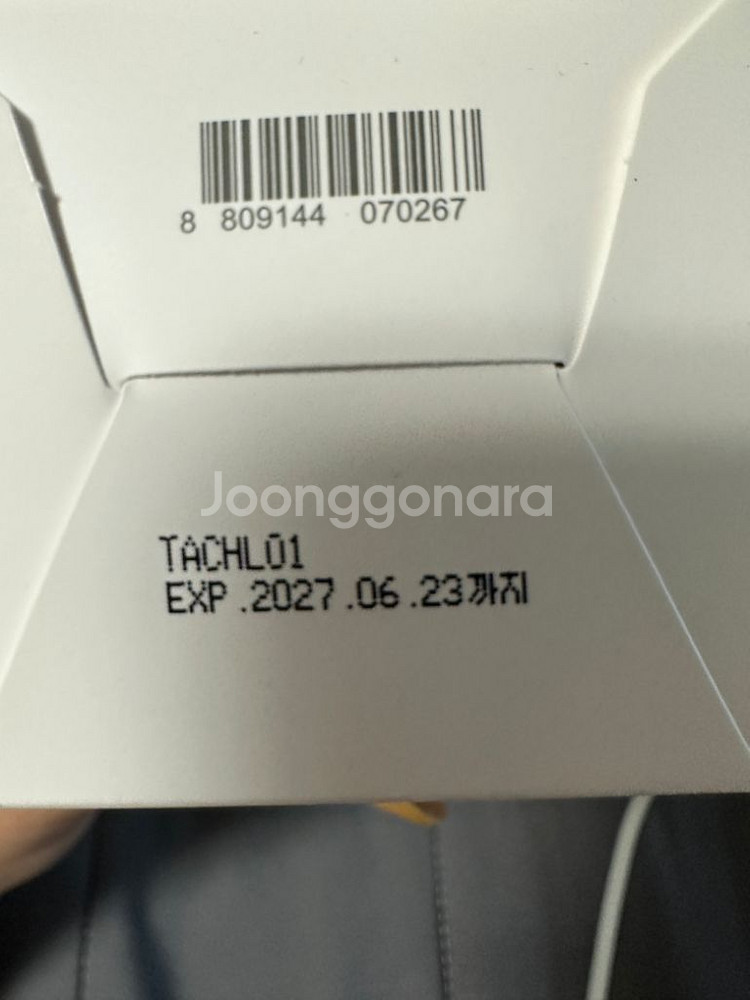 8 809144 070267
Joonggonara
TACHL01
EXP.2027.06.23까지